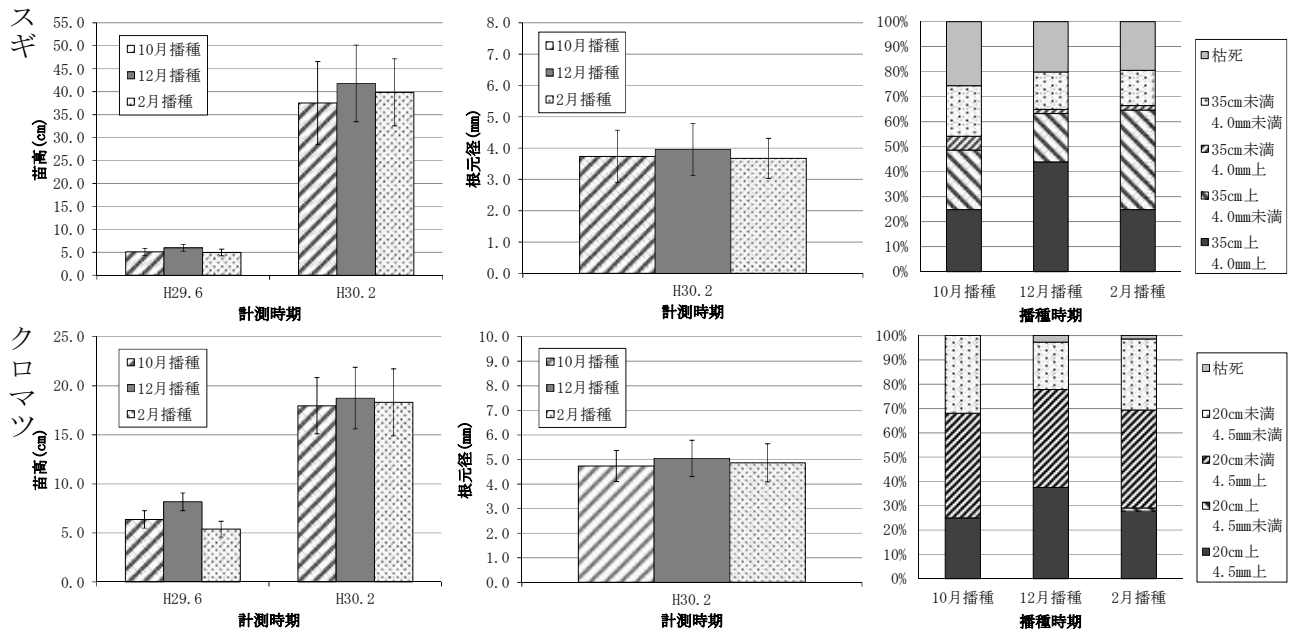 スギ
55.0
50.0
45.0
40.0
35.0
30.0
25.0
20.0
15.0
10.0
5.0
0.0
苗高(cm)
10月播種
12月播種
2月播種
H29.6
H30.2
計測時期
8.0
7.0
6.0
5.0
4.0
3.0
2.0
1.0
0.0
根元径(mm)
10月播種
12月播種
2月播種
H30.2
計測時期
100%
90%
80%
70%
60%
50%
40%
30%
20%
10%
0%
10月播種
12月播種
2月播種
播種時期
枯死
35cm未満
4.0mm未満
35cm未満
4.0mm上
35cm上
4.0mm未満
35cm上
4.0mm上
クロマツ
25.0
20.0
15.0
10.0
5.0
0.0
苗高(cm)
10月播種
12月播種
2月播種
H29.6
H30.2
計測時期
10.0
9.0
8.0
7.0
6.0
5.0
4.0
3.0
2.0
1.0
0.0
根元径(mm)
10月播種
12月播種
2月播種
H30.2
計測時期
100%
90%
80%
70%
60%
50%
40%
30%
20%
10%
0%
10月播種
12月播種
2月播種
播種時期
枯死
20cm未満
4.5mm未満
20cm未満
4.5mm上
20cm上
4.5mm未満
20cm上
4.5mm上